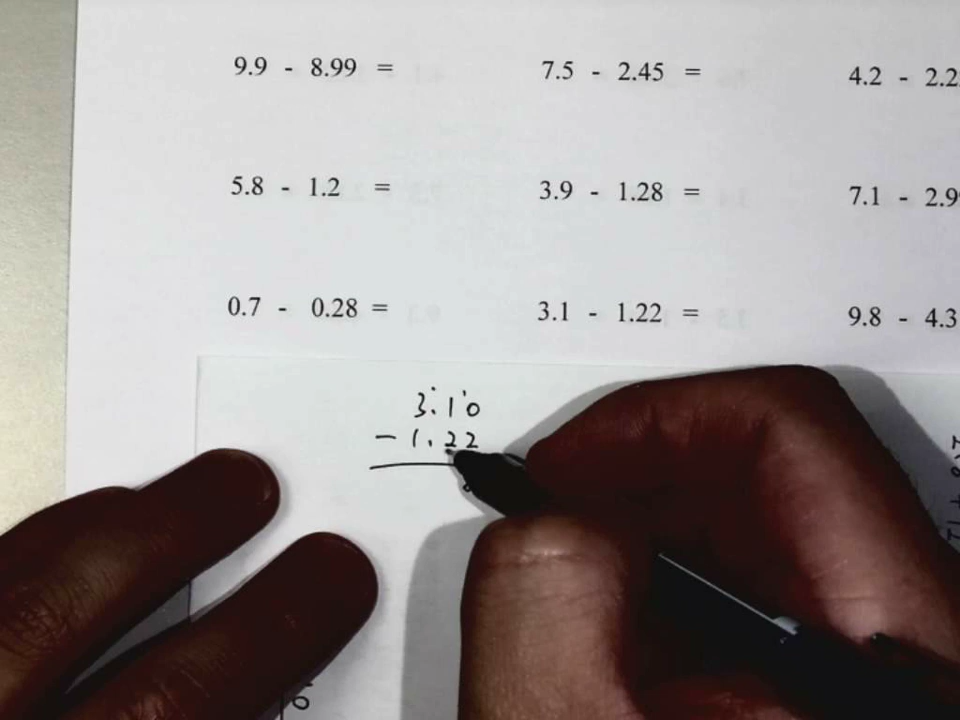 9.9 - 8.99 =
7.5 - 2.45 =
4.2 - 2.2
5.8 - 1.2 =
3.9 - 1.28 =
7.1 - 2.9
0.7 - 0.28 =
3.1 - 1.22 =
9.8 - 4.3
3.10
- 1.22